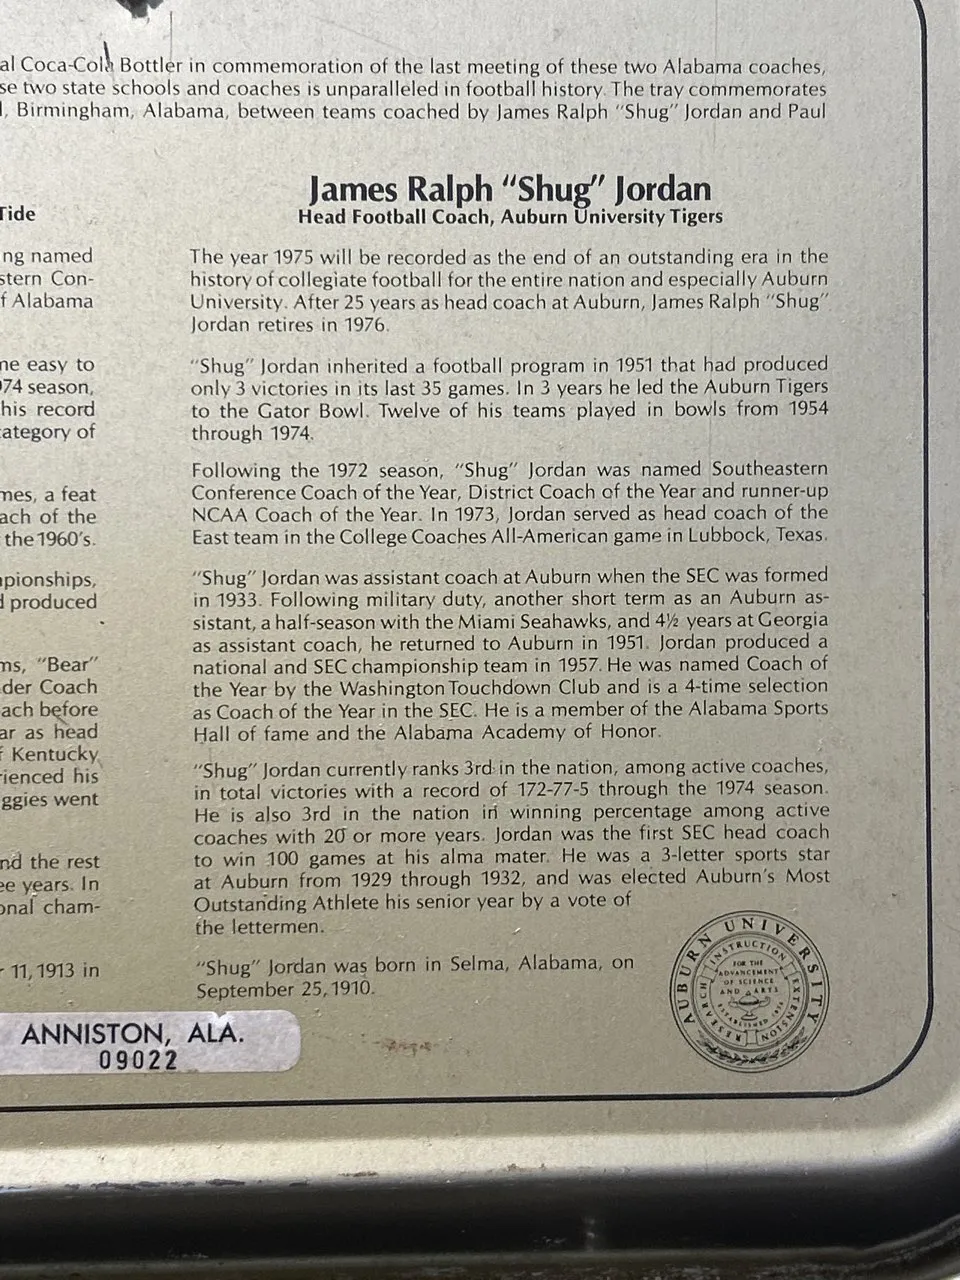 al Coca-Cola Bottler in commemoration of the last meeting of these two Alabama coaches,
se two state schools and coaches is unparalleled in football history. The tray commemorates
l, Birmingham, Alabama, between teams coached by James Ralph "Shug" Jordan and Paul
Tide
ng named
stern Con-
f Alabama
me easy to
974 season,
his record
category of
mes, a feat
ach of the
the 1960's.
pionships,
d produced
ms, "Bear"
der Coach
ach before
ar as head
f Kentucky
rienced his
ggies went
nd the rest
ee years. In
onal cham-
r 11, 1913 in
James Ralph "Shug" Jordan
Head Football Coach, Auburn University Tigers
The year 1975 will be recorded as the end of an outstanding era in the
history of collegiate football for the entire nation and especially Auburn
University. After 25 years as head coach at Auburn, James Ralph "Shug"
Jordan retires in 1976.
"Shug" Jordan inherited a football program in 1951 that had produced
only 3 victories in its last 35 games. In 3 years he led the Auburn Tigers
to the Gator Bowl. Twelve of his teams played in bowls from 1954
through 1974.
Following the 1972 season, "Shug" Jordan was named Southeastern
Conference Coach of the Year, District Coach of the Year and runner-up
NCAA Coach of the Year. In 1973, Jordan served as head coach of the
East team in the College Coaches All-American game in Lubbock, Texas.
"Shug" Jordan was assistant coach at Auburn when the SEC was formed
in 1933. Following military duty, another short term as an Auburn as-
sistant, a half-season with the Miami Seahawks, and 4½ years at Georgia
as assistant coach, he returned to Auburn in 1951. Jordan produced a
national and SEC championship team in 1957. He was named Coach of
the Year by the Washington Touchdown Club and is a 4-time selection
as Coach of the Year in the SEC. He is a member of the Alabama Sports
Hall of fame and the Alabama Academy of Honor.
"Shug" Jordan currently ranks 3rd in the nation, among active coaches,
in total victories with a record of 172-77-5 through the 1974 season.
He is also 3rd in the nation in winning percentage among active
coaches with 20 or more years. Jordan was the first SEC head coach
to win 100 games at his alma mater. He was a 3-letter sports star
at Auburn from 1929 through 1932, and was elected Auburn's Most
Outstanding Athlete his senior year by a vote of
the lettermen.
"Shug" Jordan was born in Selma, Alabama, on
September 25, 1910.
AUBURN UNIVERSITY
INSTRUCTION
EXTENSION
RESEARCH
FOR THE
ADVANCEMENT
OF SCIENCE
AND ARTS
ESTABLISHED 1856
ANNISTON, ALA.
09022